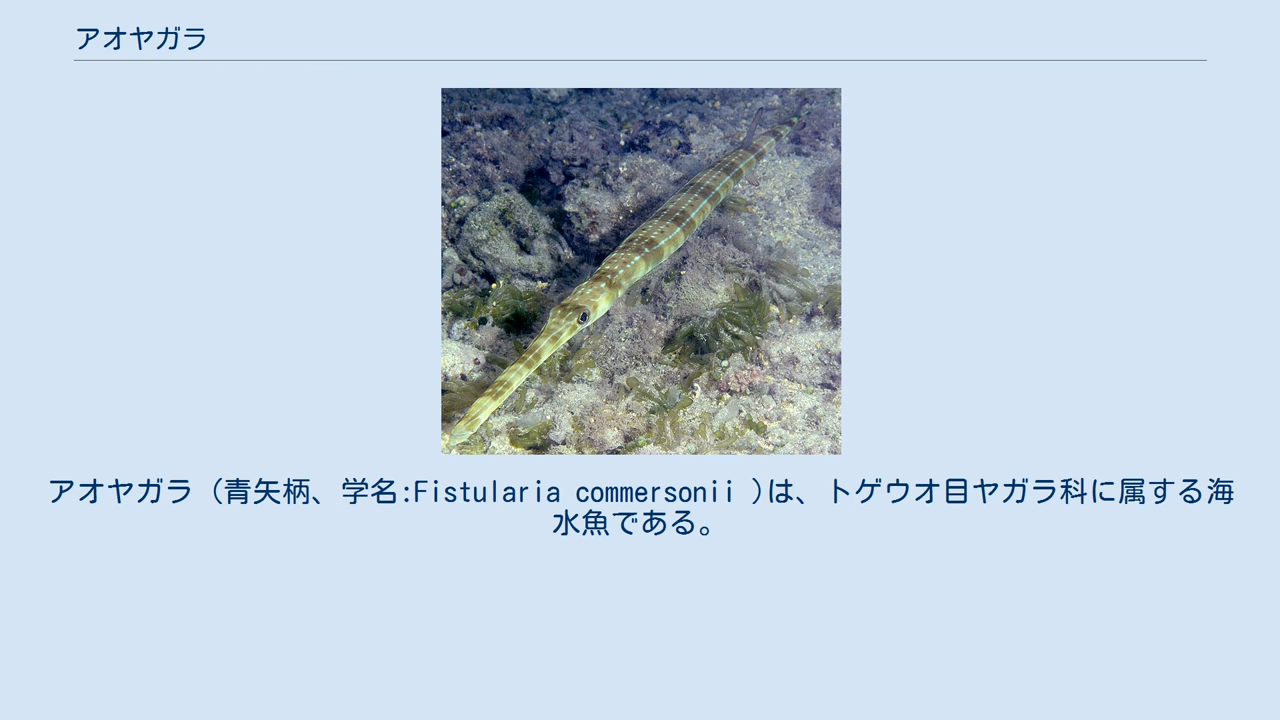 アオヤガラ
アオヤガラ（青矢柄、学名:Fistularia commersonii )は、トゲウオ目ヤガラ科に属する海
水魚である。